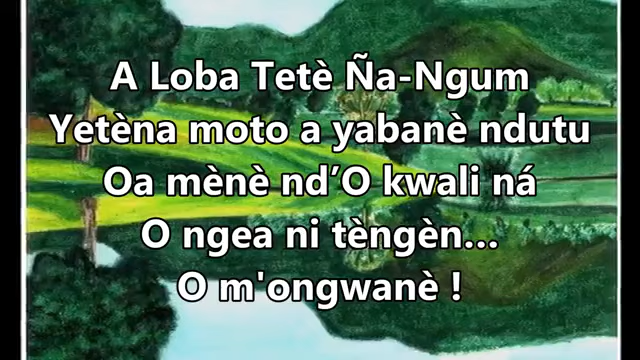 A Loba Tetè Ña-Ngum
Yetèna moto a yabanè ndutu
Oa mènè nd’O kwali ná
O ngea ni tèngèn...
O m'ongwanè !